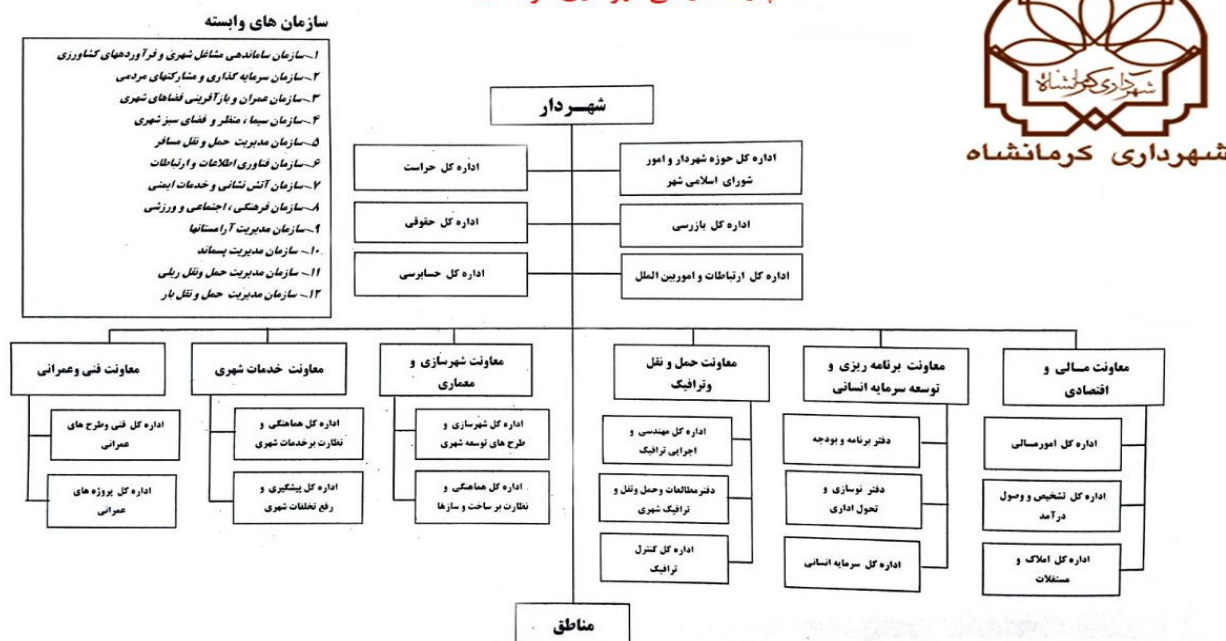 سازمان های وابسته
۱- سازمان ساماندهی مشاغل شهری و فرآوردههای کشاورزی
۲- سازمان سرمایه گذاری و مشارکتهای مردمی
۳- سازمان عمران و بازآفرینی فضاهای شهری
۴- سازمان سیما، منظر و فضای سبز شهری
۵- سازمان مدیریت حمل و نقل مسافر
۶- سازمان فناوری اطلاعات و ارتباطات
۷- سازمان آتش نشانی و خدمات ایمنی
۸- سازمان فرهنگی، اجتماعی و ورزشی
۹- سازمان مدیریت آرامستانها
۱۰- سازمان مدیریت پسماند
۱۱- سازمان مدیریت حمل ونقل ریلی
۱۲- سازمان مدیریت حمل و نقل بار
شهرداری کرمانشاه
شهرداری کرمانشاه
شهردار
اداره کل حوزه شهردار و امور
شورای اسلامی شهر
اداره کل حراست
اداره کل بازرسی
اداره کل حقوقی
اداره کل ارتباطات و اموربین الملل
اداره کل حسابرسی
معاونت مالی و
اقتصادی
اداره کل امورمالی
اداره کل تشخیص و وصول
درآمد
اداره کل املاک و
مستغلات
معاونت برنامه ریزی و
توسعه سرمایه انسانی
دفتر برنامه و بودجه
دفتر نوسازی و
تحول اداری
اداره کل سرمایه انسانی
معاونت حمل و نقل
وترافیک
اداره کل مهندسی و
اجرایی ترافیک
دفترمطالعات وحمل ونقل و
ترافیک شهری
اداره کل کنترل
ترافیک
معاونت شهرسازی و
معماری
اداره کل شهرسازی و
طرح های توسعه شهری
اداره کل هماهنگی و
نظارت بر ساخت و سازها
معاونت خدمات شهری
اداره کل هماهنگی و
نظارت برخدمات شهری
اداره کل پیشگیری و
رفع تخلفات شهری
معاونت فنی وعمرانی
اداره کل فنی وطرح های
عمرانی
اداره کل پروژه های
عمرانی
مناطق